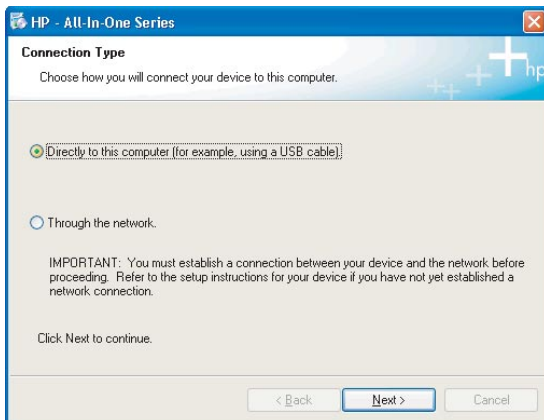 HP - All-In-One Series
Connection Type
Choose how you will connect your device to this computer.
hp
Directly to this computer (for example, using a USB cable).
Through the network.
IMPORTANT: You must establish a connection between your device and the network before
proceeding. Refer to the setup instructions for your device if you have not yet established a
network connection.
Click Next to continue.
< Back
Next >
Cancel